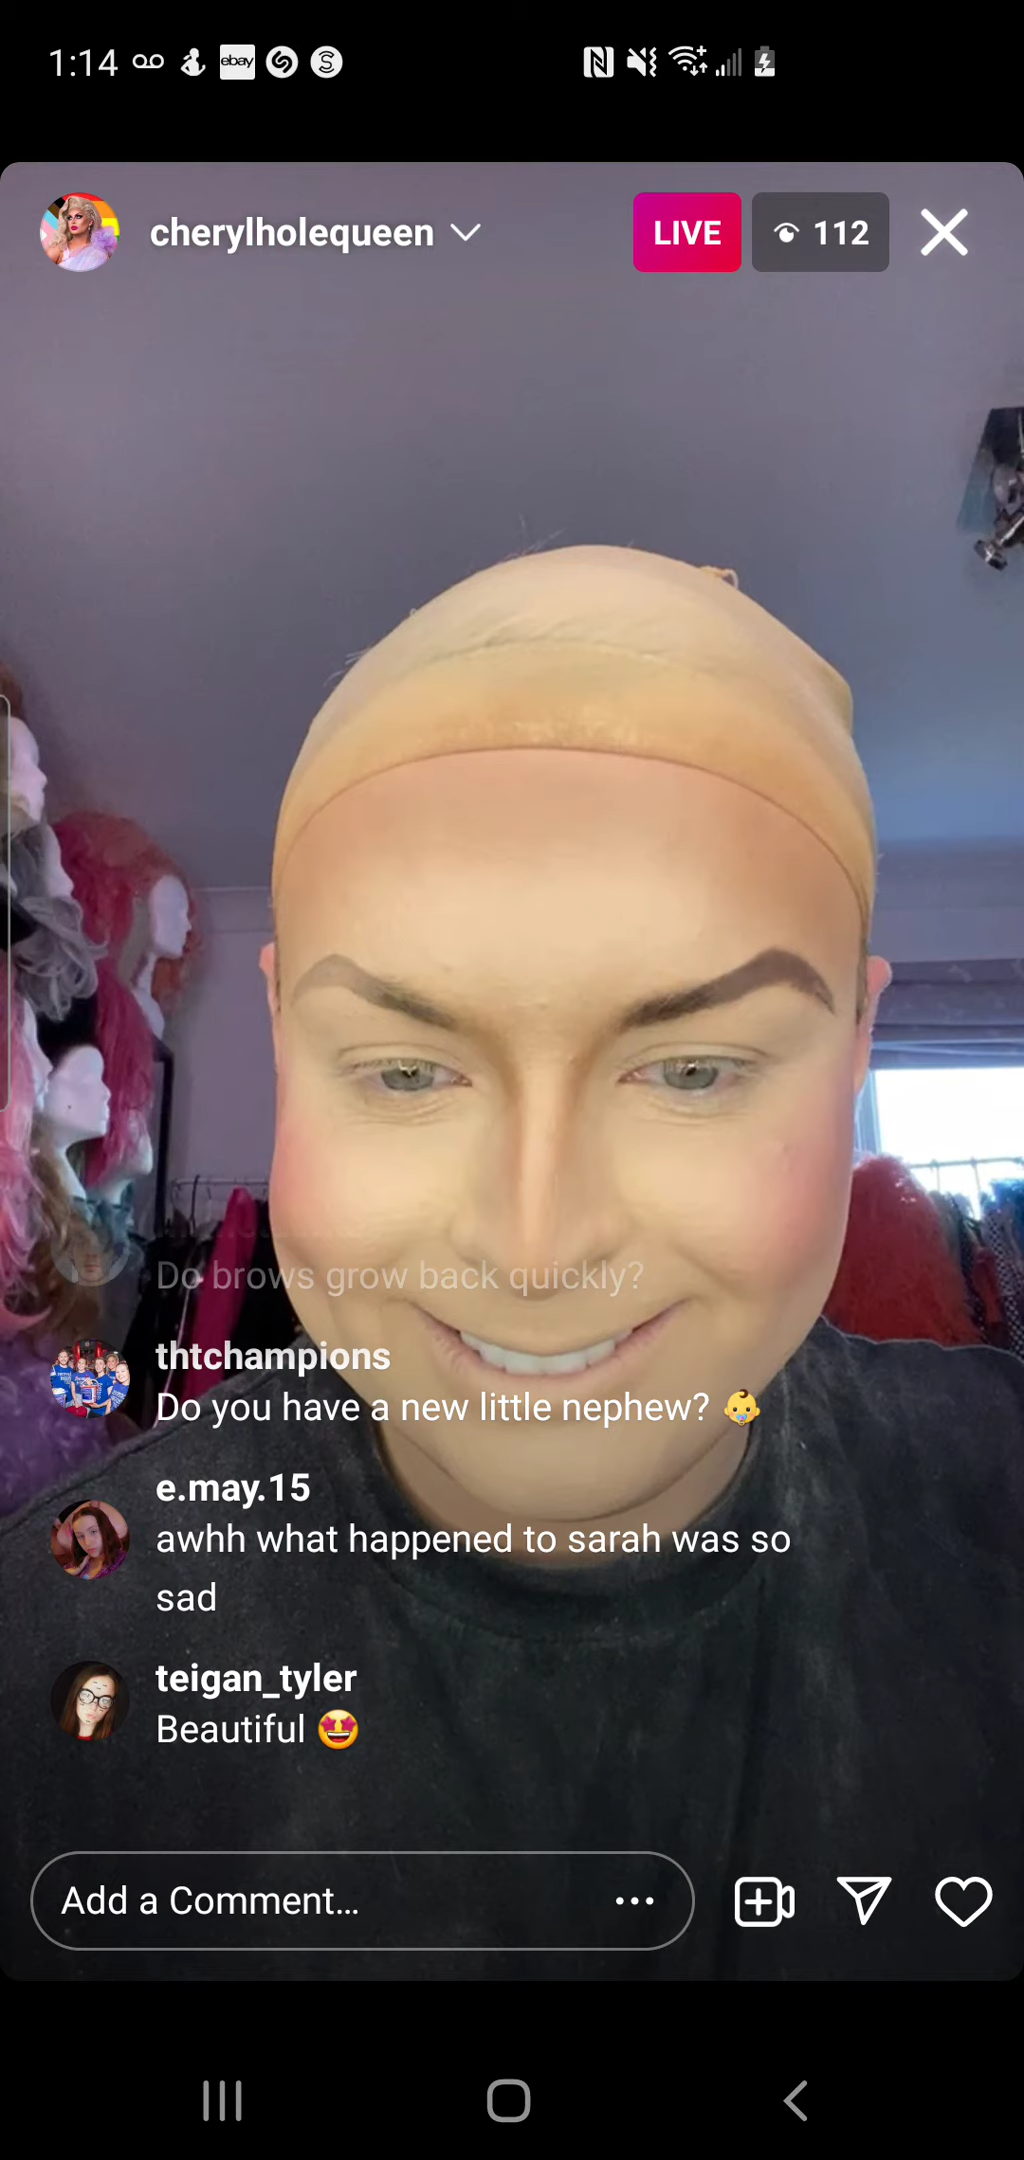 1:14
ebay
cherylholequeen
LIVE
112
Do brows grow back quickly?
thtchampions
Do you have a new little nephew? 👶
e.may.15
awhh what happened to sarah was so
sad
teigan_tyler
Beautiful 🤩
Add a Comment...